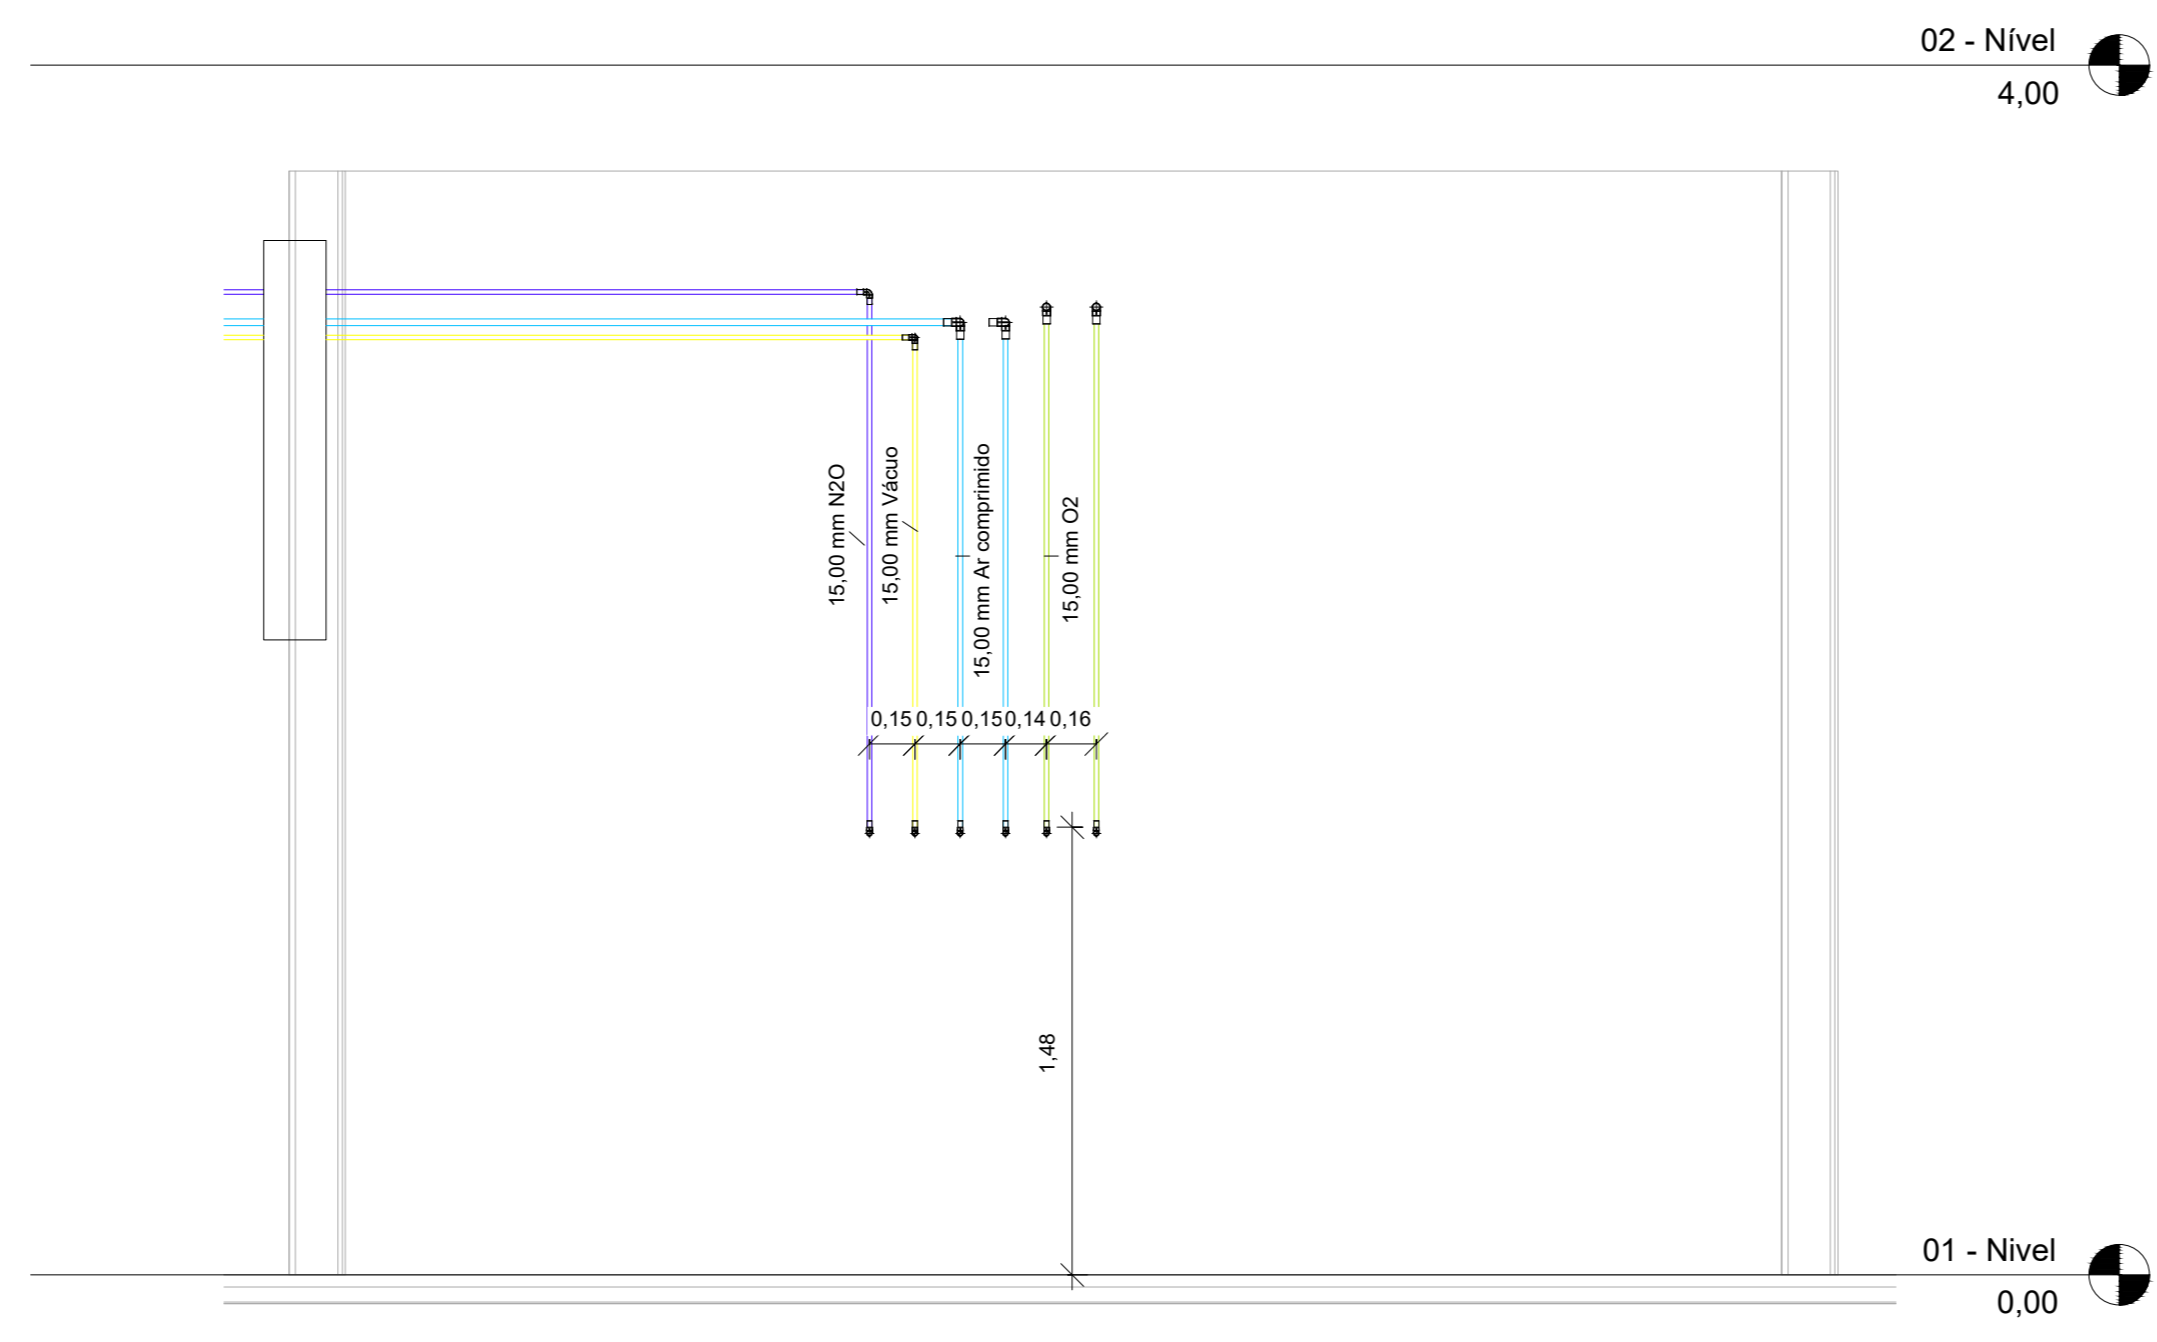 02 - Nível
4,00
15,00 mm N2O
15,00 mm Vácuo
15,00 mm Ar comprimido
15,00 mm O2
0,15 0,15 0,15 0,14 0,16
1,48
01 - Nivel
0,00